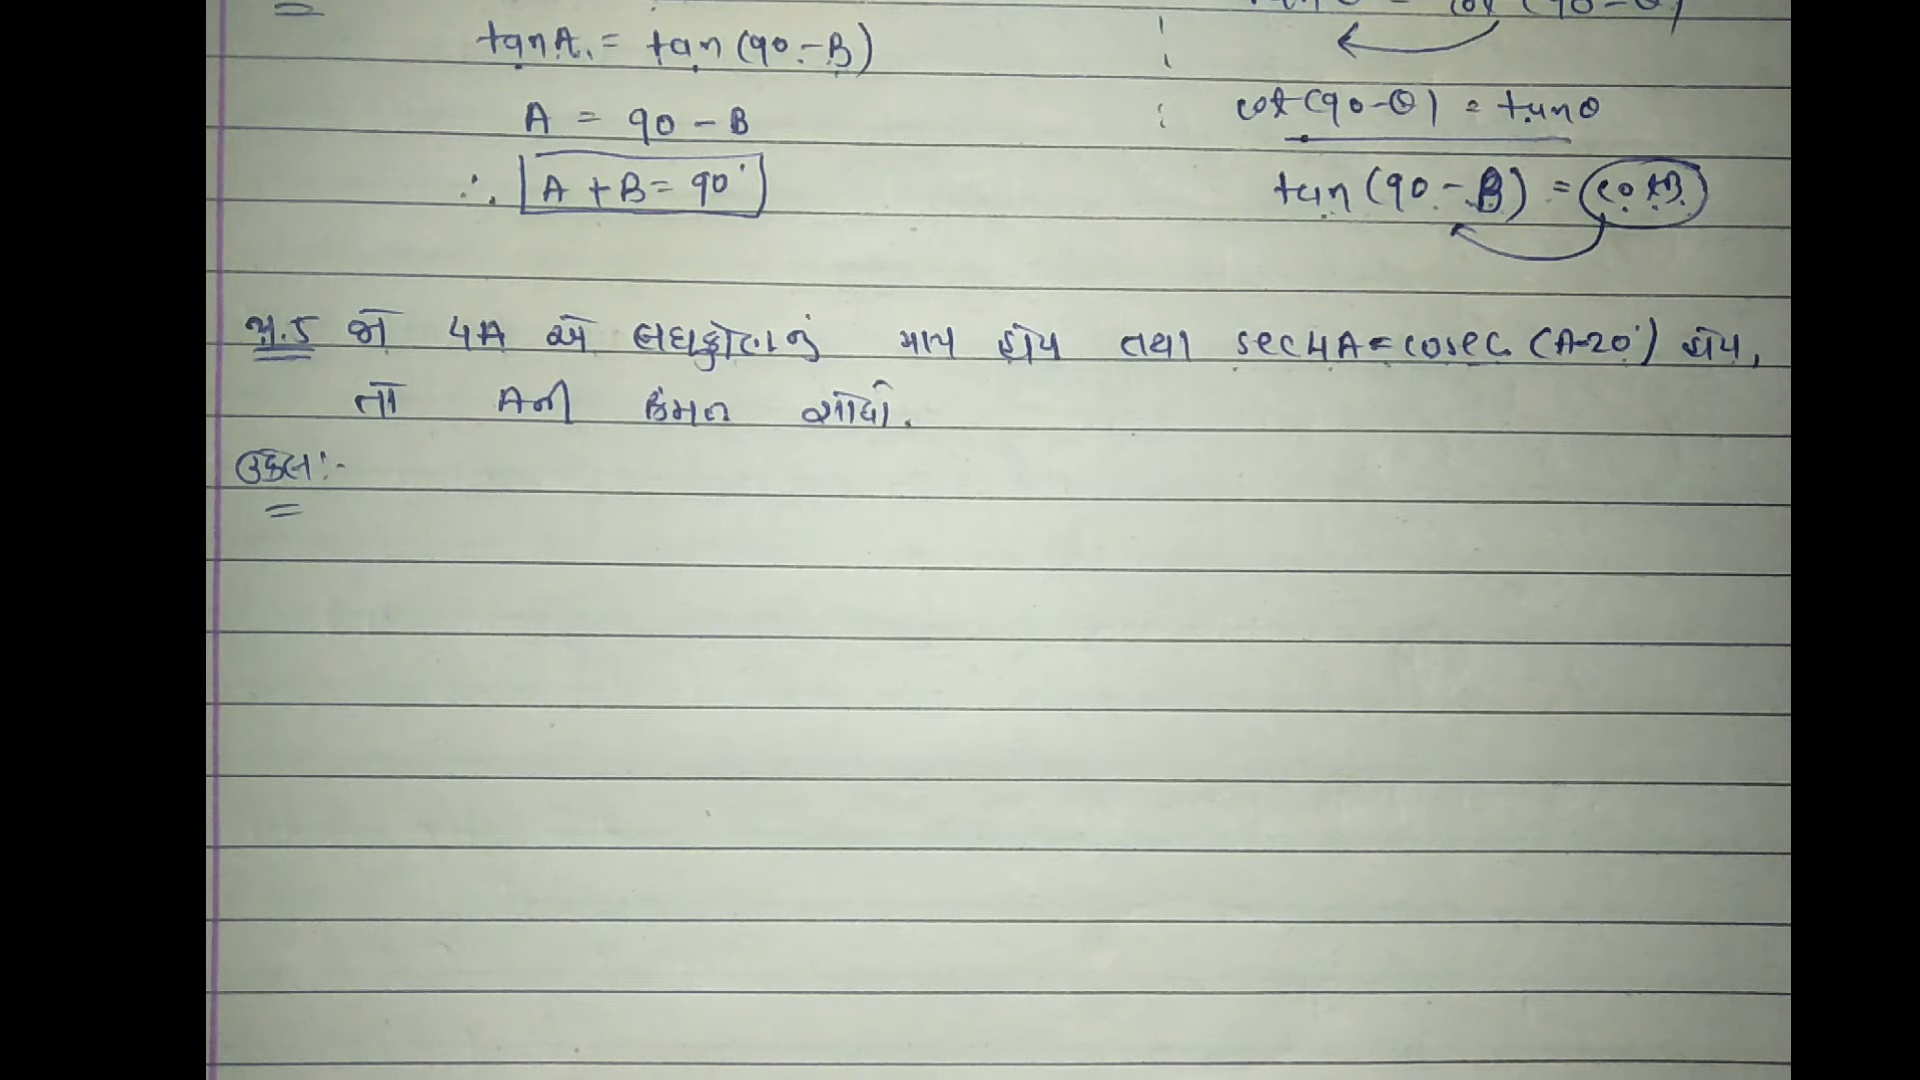 tanA = tan (90-B)
A = 90 - B
∴ A + B = 90°
cot (90-θ) = tanθ
tan (90-B) = cotB
પ્ર.5 જો 4A એ લઘુકોણનું માપ હોય તથા sec4A = cosec (A-20°) હોય,
તો Aની કિંમત શોધો.
ઉકેલ:-